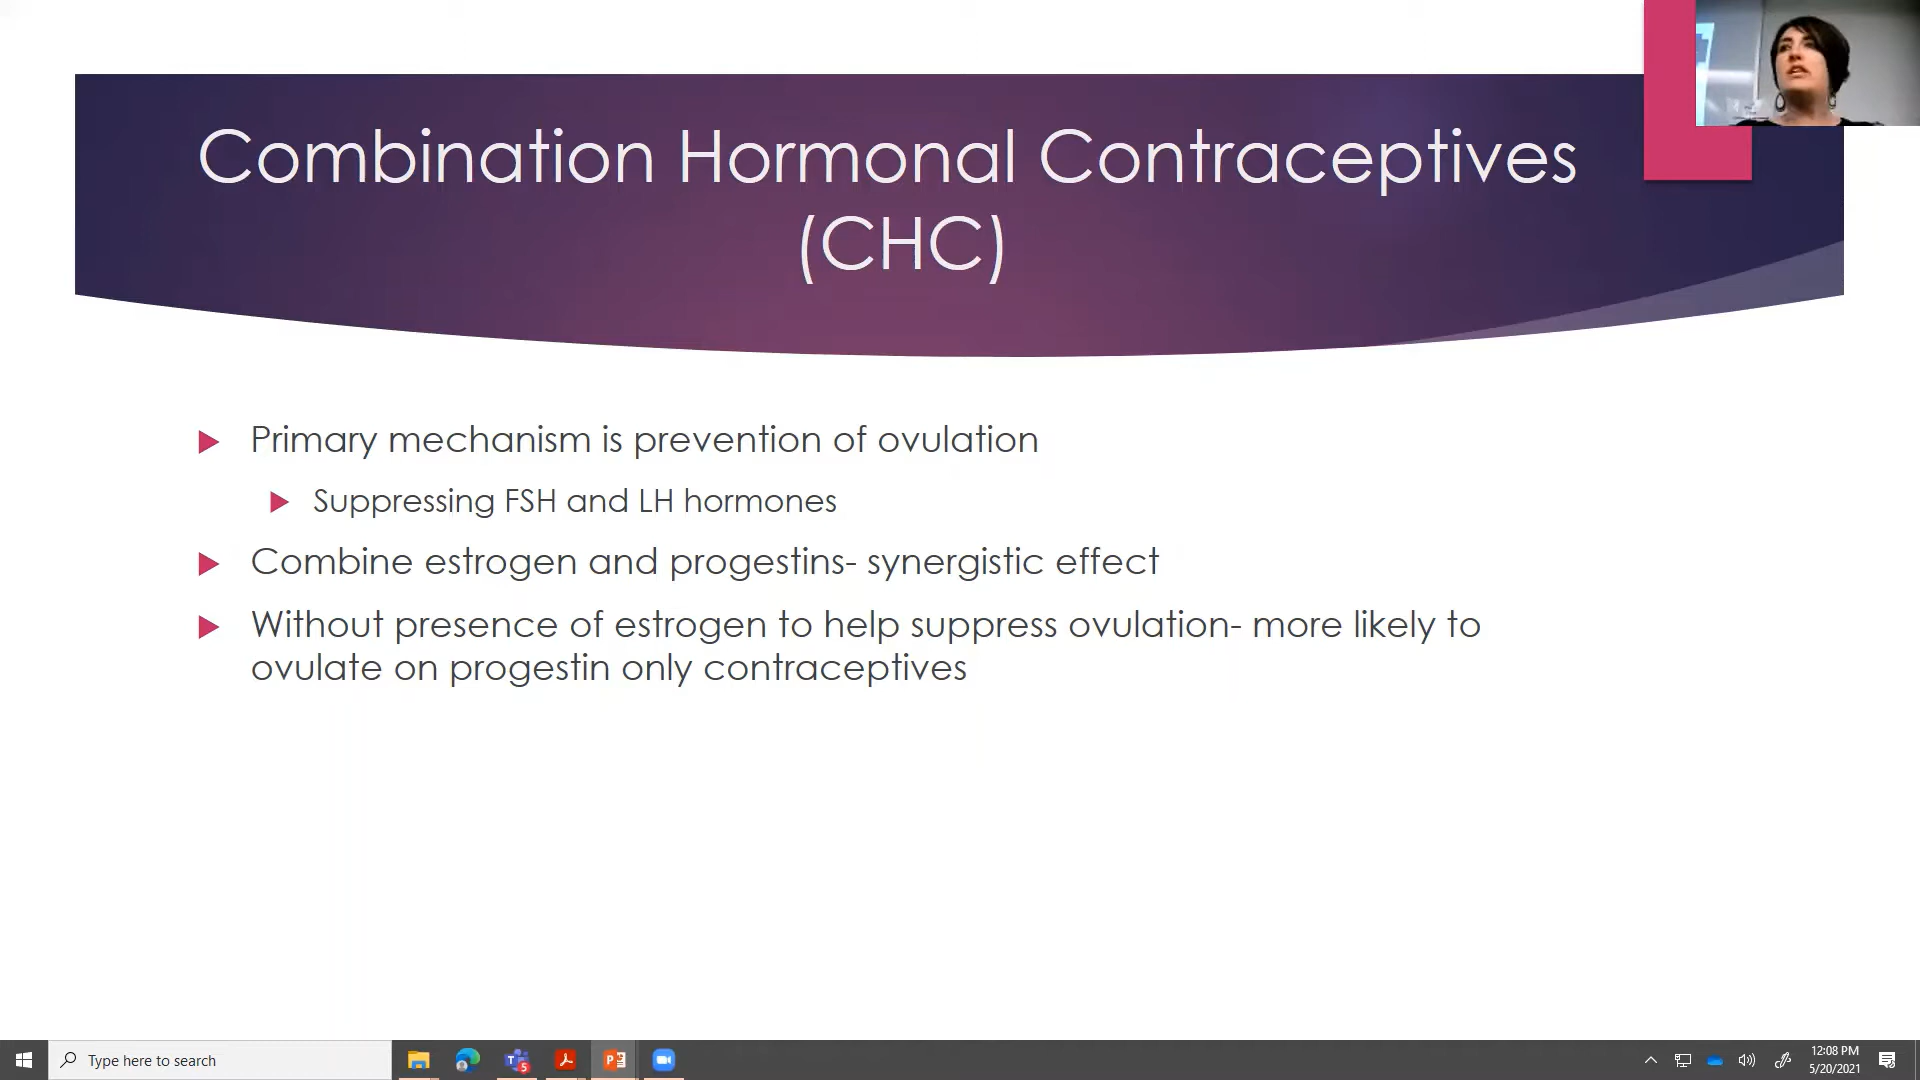 Combination Hormonal Contraceptives
(CHC)
Primary mechanism is prevention of ovulation
Suppressing FSH and LH hormones
Combine estrogen and progestins- synergistic effect
Without presence of estrogen to help suppress ovulation- more likely to
ovulate on progestin only contraceptives
Type here to search
5
12:08 PM
5/20/2021